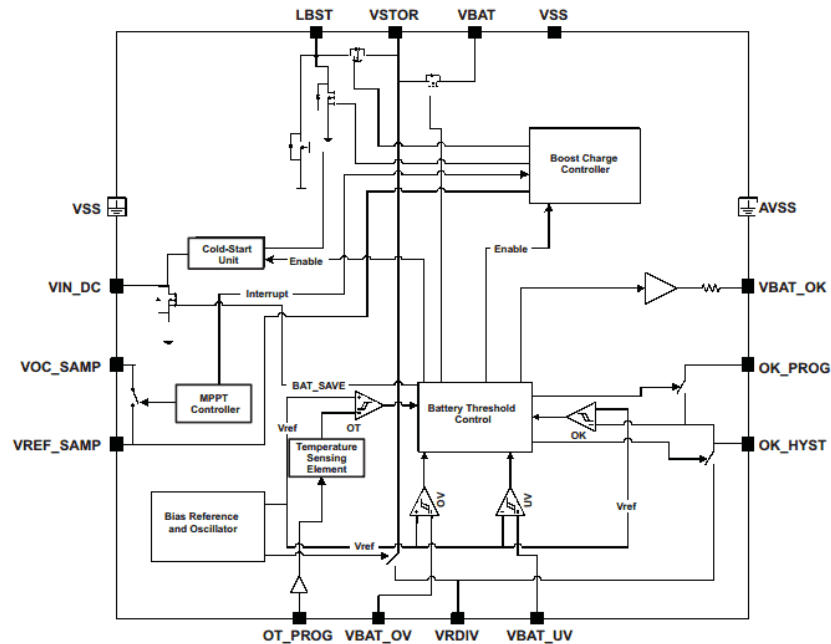 LBST VSTOR VBAT VSS
Boost Charge
Controller
VSS
AVSS
Cold-Start
Unit
Enable
Enable
VIN_DC
Interrupt
VBAT_OK
VOC_SAMP
OK_PROG
MPPT
Controller
BAT_SAVE
+
-
Battery Threshold
Control
+
-
OK
Vref
OT
VREF_SAMP
Temperature
Sensing
Element
OK_HYST
Bias Reference
and Oscillator
OV
+
-
UV
-
+
Vref
Vref
OT_PROG VBAT_OV VRDIV VBAT_UV